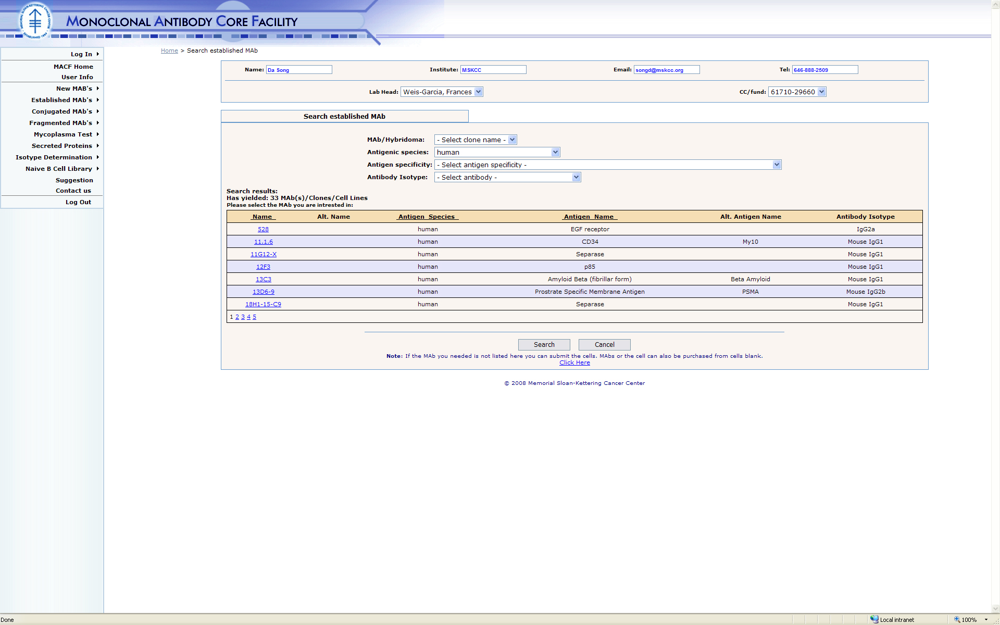 MONOCLONAL ANTIBODY CORE FACILITY
Log In
MACF Home
User Info
New MAB's
Established MAb's
Conjugated MAb's
Fragmented MAb's
Mycoplasma Test
Secreted Proteins
Isotype Determination
Naive B Cell Library
Suggestion
Contact us
Log Out
Home > Search established MAb
Name: Da Song Institute: MSKCC Email: songd@mskcc.org Tel: 646-888-2509
Lab Head: Weis-Garcia, Frances CC/fund: 61710-29660
Search established MAb
MAb/Hybridoma: - Select clone name -
Antigenic species: human
Antigen specificity: - Select antigen specificity -
Antibody Isotype: - Select antibody -
Search results:
Has yielded: 33 MAb(s)/Clones/Cell Lines
Please select the MAb you are intrested in:
Name Alt. Name Antigen Species Antigen Name Alt. Antigen Name Antibody Isotype
528 human EGF receptor IgG2a
11.1.6 human CD34 My10 Mouse IgG1
11G12-X human Separase Mouse IgG1
12F3 human p85 Mouse IgG1
13C3 human Amyloid Beta (fibrillar form) Beta Amyloid Mouse IgG1
13D6-9 human Prostrate Specific Membrane Antigen PSMA Mouse IgG2b
18H1-15-C9 human Separase Mouse IgG1
1 2 3 4 5
Search Cancel
Note: If the MAb you needed is not listed here you can submit the cells. MAbs or the cell can also be purchased from cells blank.
Click Here
© 2008 Memorial Sloan-Kettering Cancer Center
Done Local intranet 100%